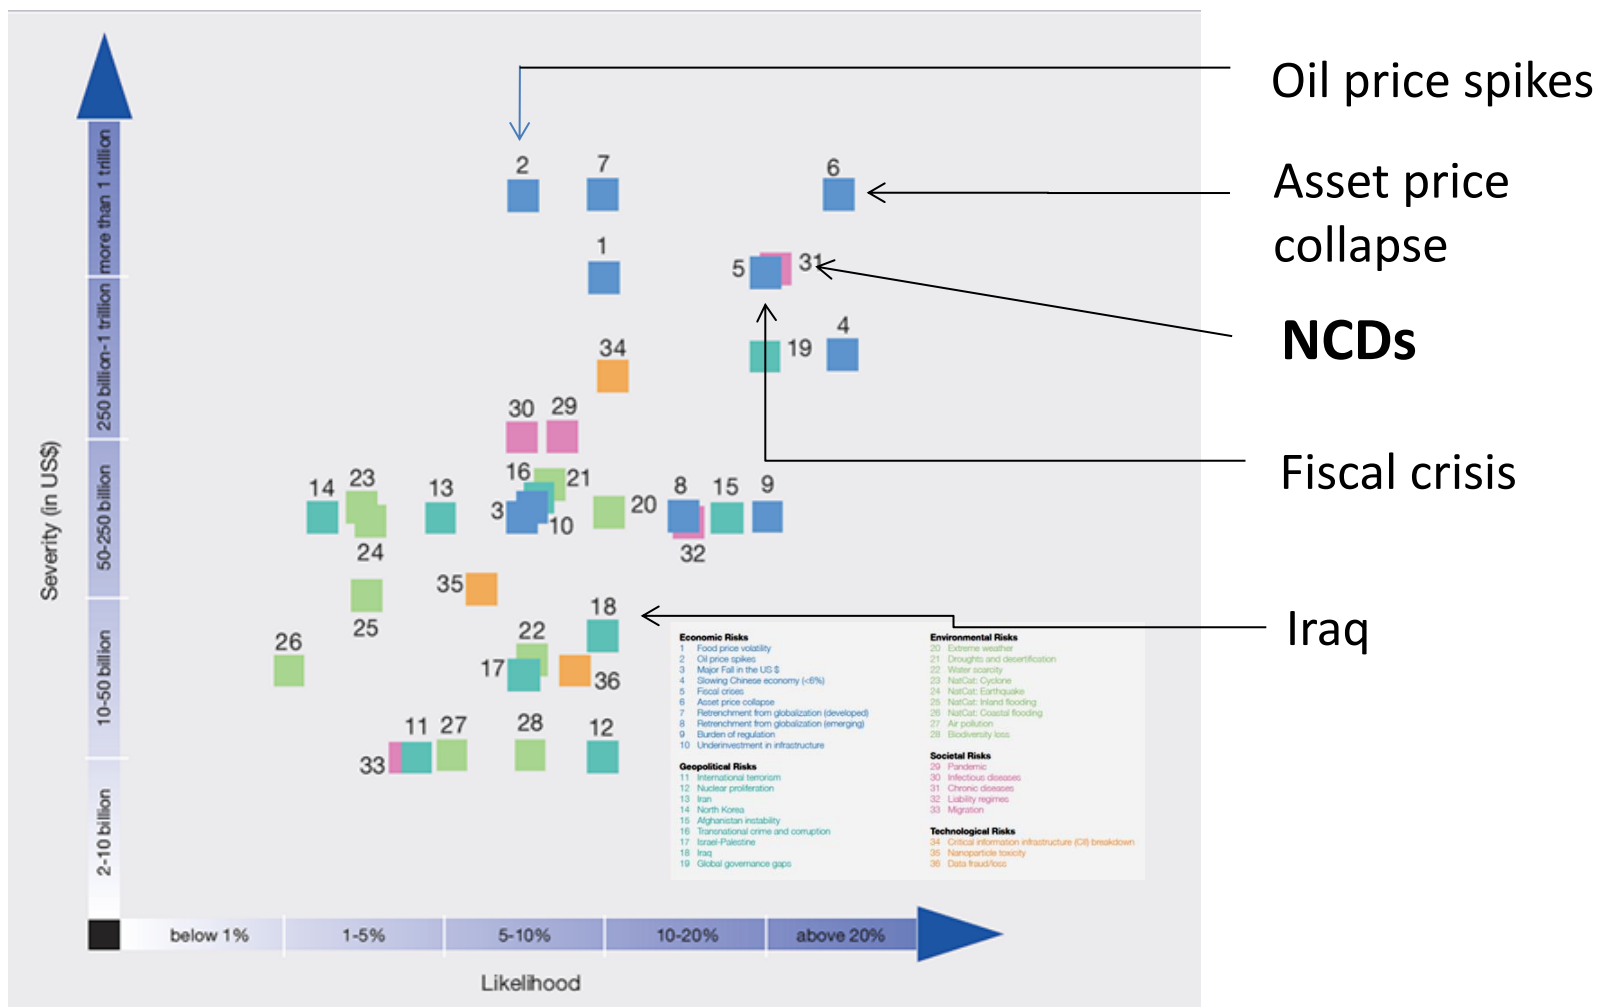 Oil price spikes
Asset price
collapse
NCDs
Fiscal crisis
Iraq
Severity (in US$)
more than 1 trillion
250 billion-1 trillion
50-250 billion
10-50 billion
2-10 billion
2
7
6
1
5
31
34
19
4
30
29
14
23
13
16
21
3
10
20
8
15
9
24
32
35
25
18
26
22
17
36
33
11
27
28
12
Economic Risks
1 Food price volatility
2 Oil price spikes
3 Major Fall in the US $
4 Slowing Chinese economy (<6%)
5 Fiscal crises
6 Asset price collapse
7 Retrenchment from globalization (developed)
8 Retrenchment from globalization (emerging)
9 Burden of regulation
10 Underinvestment in infrastructure
Geopolitical Risks
11 International terrorism
12 Nuclear proliferation
13 Iran
14 North Korea
15 Afghanistan instability
16 Transnational crime and corruption
17 Israel-Palestine
18 Iraq
19 Global governance gaps
Environmental Risks
20 Extreme weather
21 Droughts and desertification
22 Water scarcity
23 NatCat: Cyclone
24 NatCat: Earthquake
25 NatCat: Inland flooding
26 NatCat: Coastal flooding
27 Air pollution
28 Biodiversity loss
Societal Risks
29 Pandemic
30 Infectious diseases
31 Chronic diseases
32 Liability regimes
33 Migration
Technological Risks
34 Critical information infrastructure (CII) breakdown
35 Nanoparticle toxicity
36 Data fraud/loss
below 1%
1-5%
5-10%
10-20%
above 20%
Likelihood